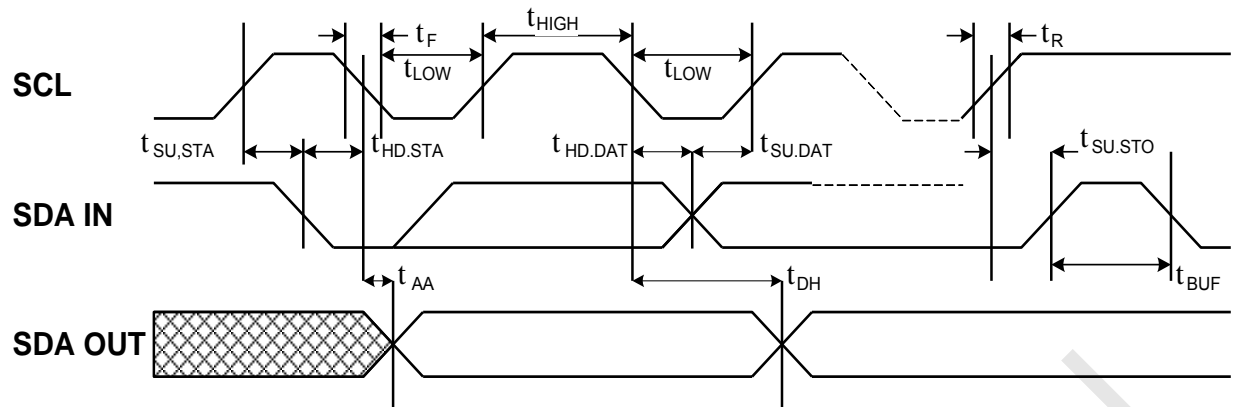 t_F
t_HIGH
t_R
SCL
t_LOW
t_LOW
t_SU,STA
t_HD.STA
t_HD.DAT
t_SU.DAT
t_SU.STO
SDA IN
t_AA
t_DH
t_BUF
SDA OUT